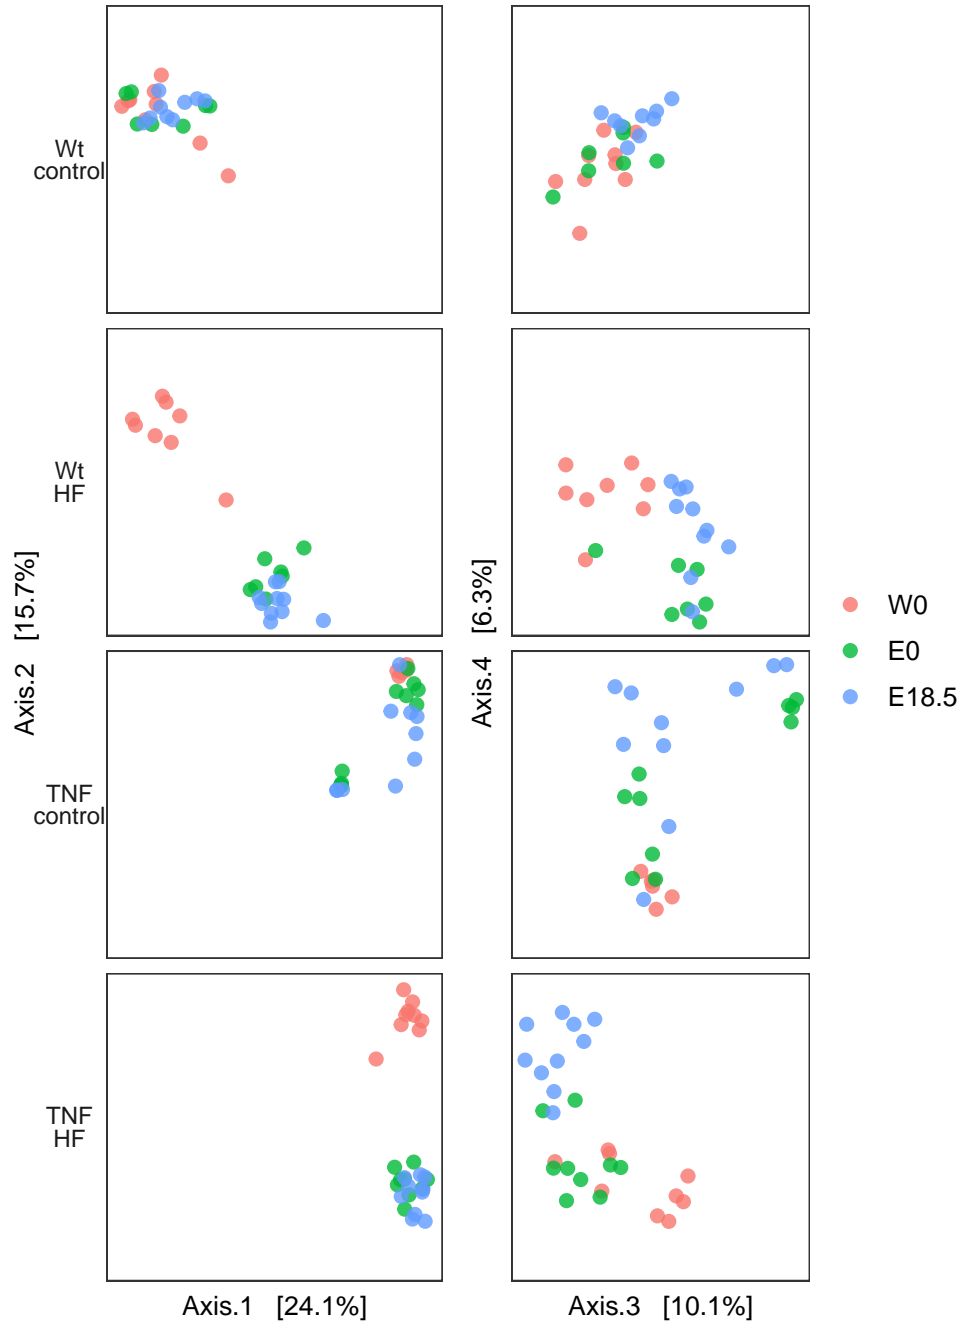 Wt
control
Wt
HF
TNF
control
TNF
HF
Axis.2 [15.7%]
Axis.4 [6.3%]
Axis.1 [24.1%]
Axis.3 [10.1%]
W0
E0
E18.5